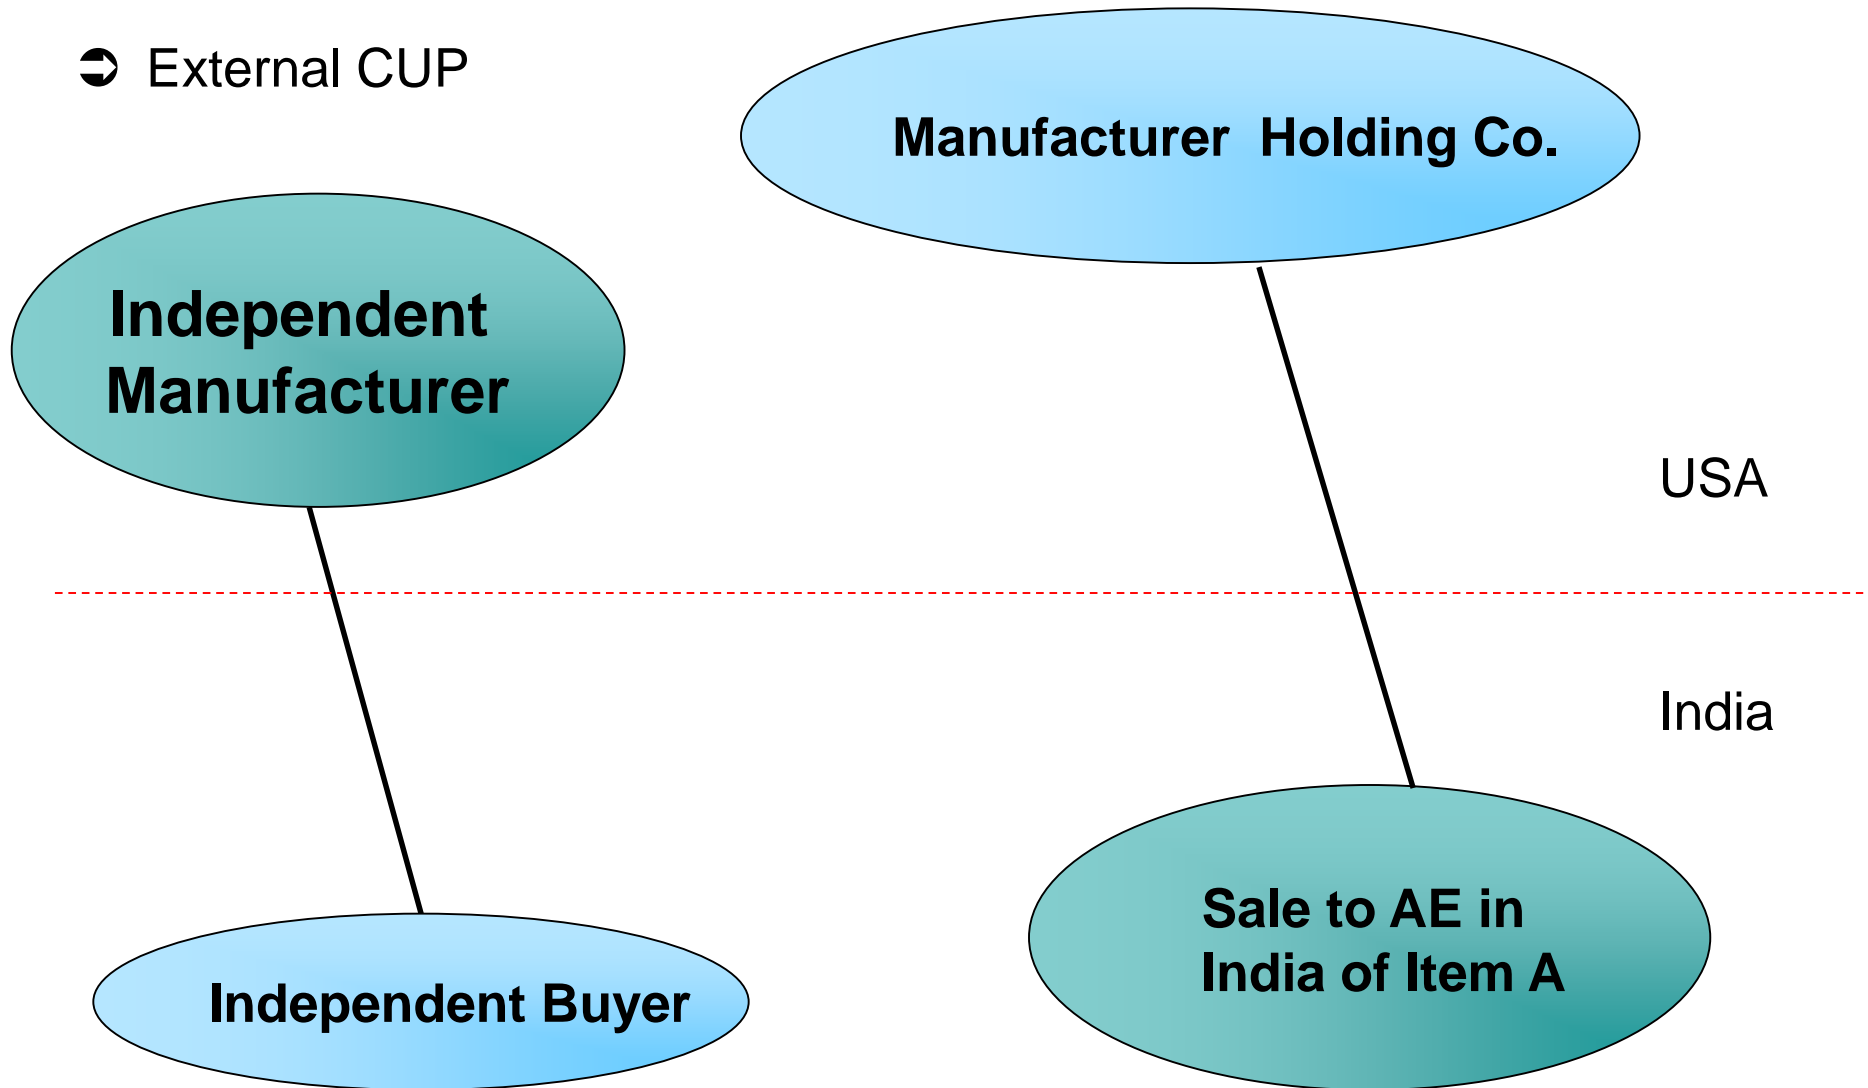 ➲ External CUP
Manufacturer Holding Co.
Independent
Manufacturer
USA
India
Sale to AE in
India of Item A
Independent Buyer